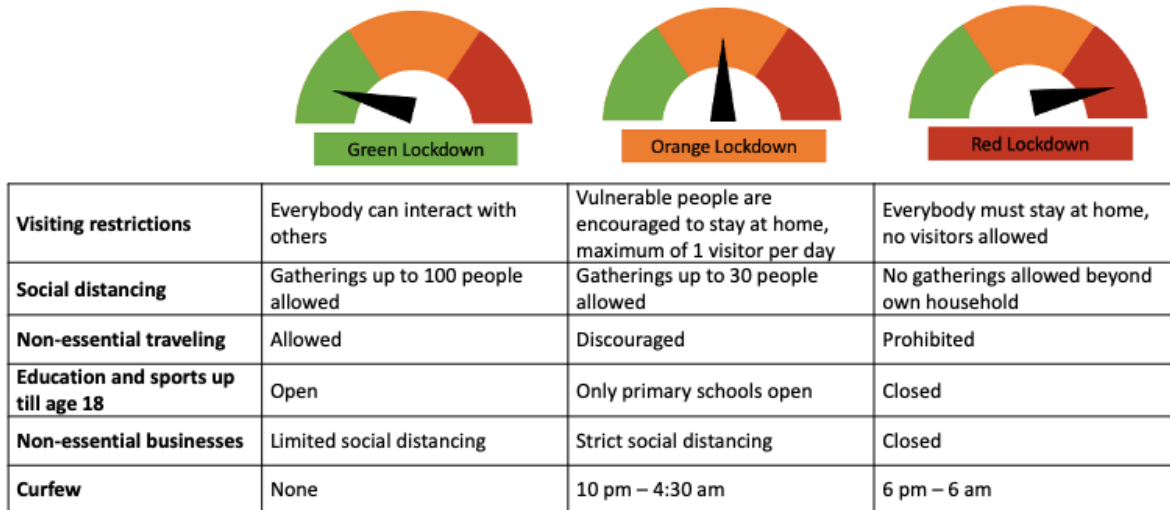 Green Lockdown
Orange Lockdown
Red Lockdown
Visiting restrictions
Everybody can interact with
others
Vulnerable people are
encouraged to stay at home,
maximum of 1 visitor per day
Everybody must stay at home,
no visitors allowed
Social distancing
Gatherings up to 100 people
allowed
Gatherings up to 30 people
allowed
No gatherings allowed beyond
own household
Non-essential traveling
Allowed
Discouraged
Prohibited
Education and sports up
till age 18
Open
Only primary schools open
Closed
Non-essential businesses
Limited social distancing
Strict social distancing
Closed
Curfew
None
10 pm – 4:30 am
6 pm – 6 am